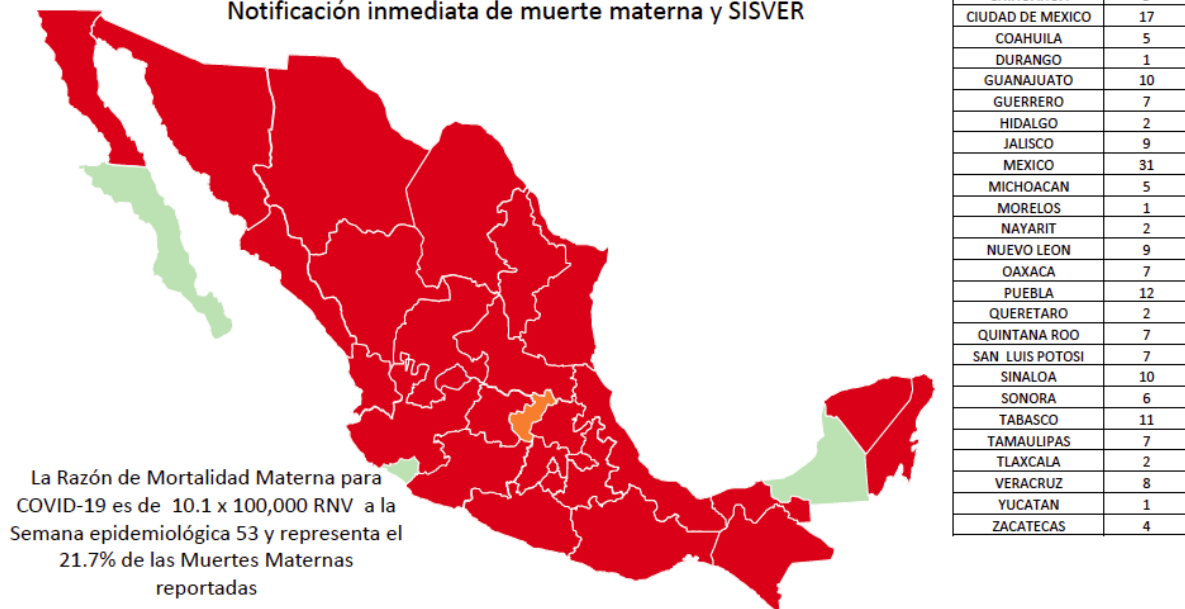 Notificación inmediata de muerte materna y SISVER
CIUDAD DE MEXICO 17
COAHUILA 5
DURANGO 1
GUANAJUATO 10
GUERRERO 7
HIDALGO 2
JALISCO 9
MEXICO 31
MICHOACAN 5
MORELOS 1
NAYARIT 2
NUEVO LEON 9
OAXACA 7
PUEBLA 12
QUERETARO 2
QUINTANA ROO 7
SAN LUIS POTOSI 7
SINALOA 10
SONORA 6
TABASCO 11
TAMAULIPAS 7
TLAXCALA 2
VERACRUZ 8
YUCATAN 1
ZACATECAS 4
La Razón de Mortalidad Materna para
COVID-19 es de 10.1 x 100,000 RNV a la
Semana epidemiológica 53 y representa el
21.7% de las Muertes Maternas
reportadas